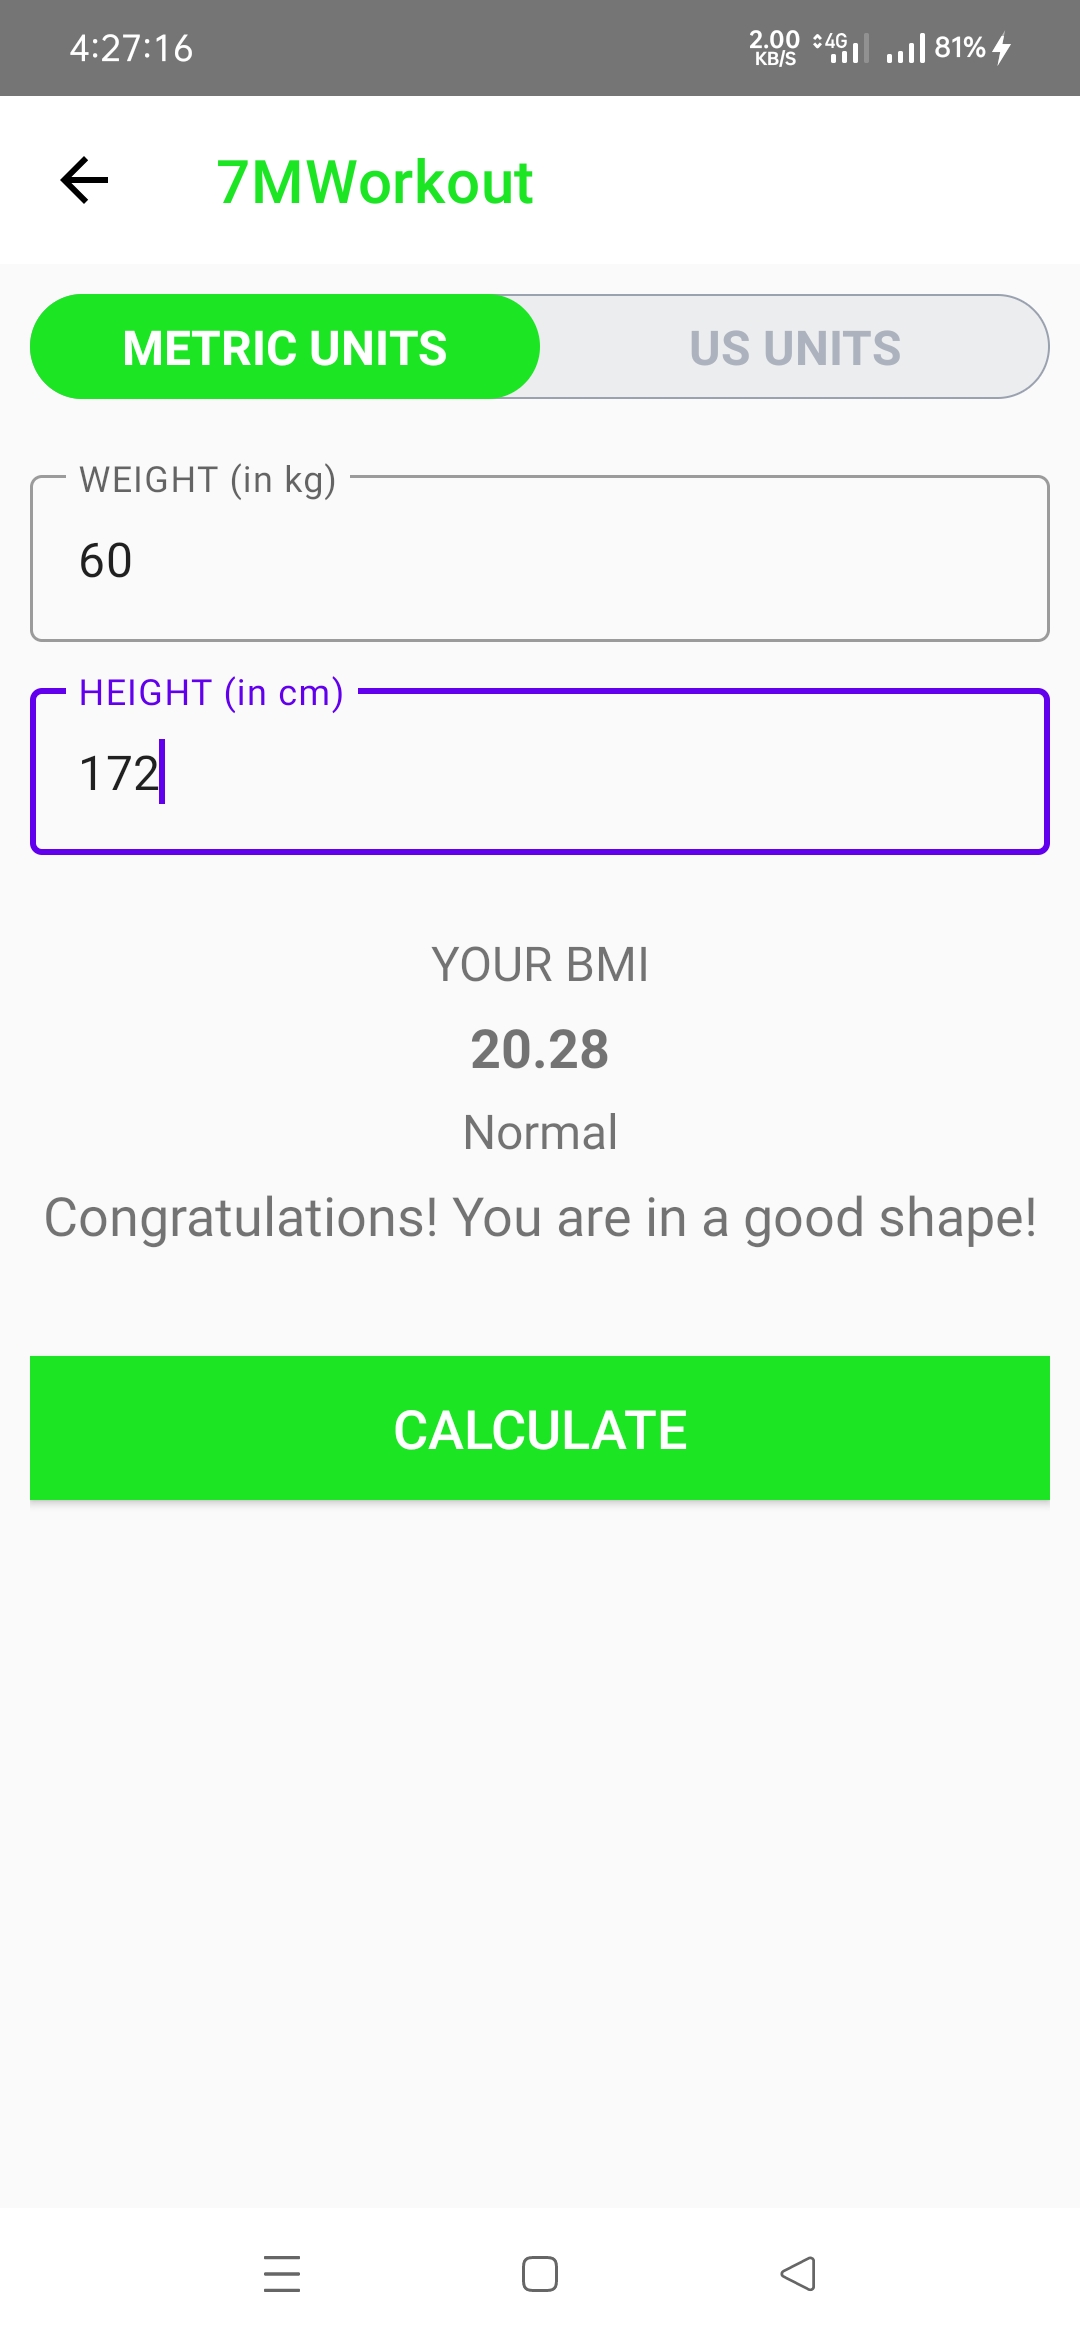 4:27:16
2.00 KB/S 4G 81%
7MWorkout
METRIC UNITS US UNITS
WEIGHT (in kg)
60
HEIGHT (in cm)
172
YOUR BMI
20.28
Normal
Congratulations! You are in a good shape!
CALCULATE